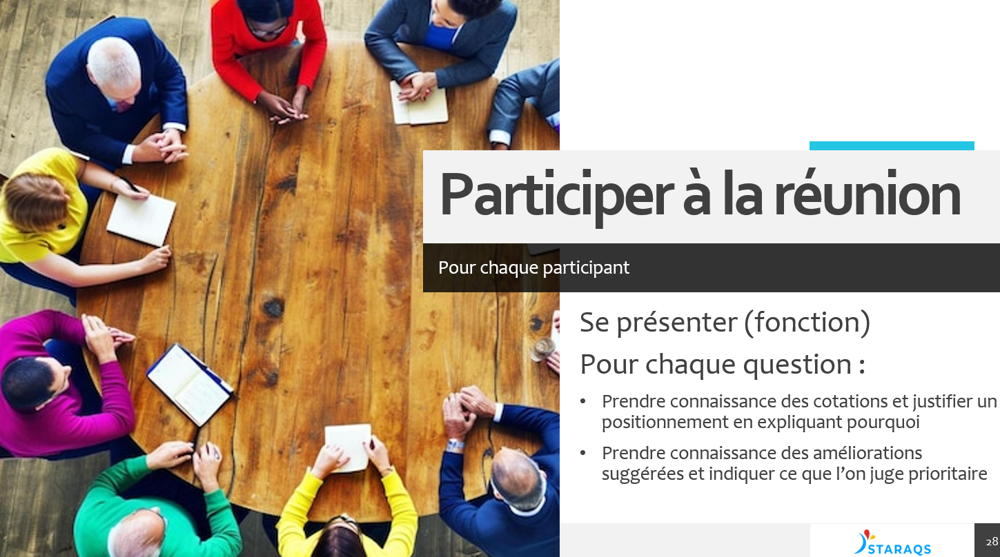 Participer à la réunion
Pour chaque participant
Se présenter (fonction)
Pour chaque question :
• Prendre connaissance des cotations et justifier un
positionnement en expliquant pourquoi
• Prendre connaissance des améliorations
suggérées et indiquer ce que l’on juge prioritaire
STARAQS
28